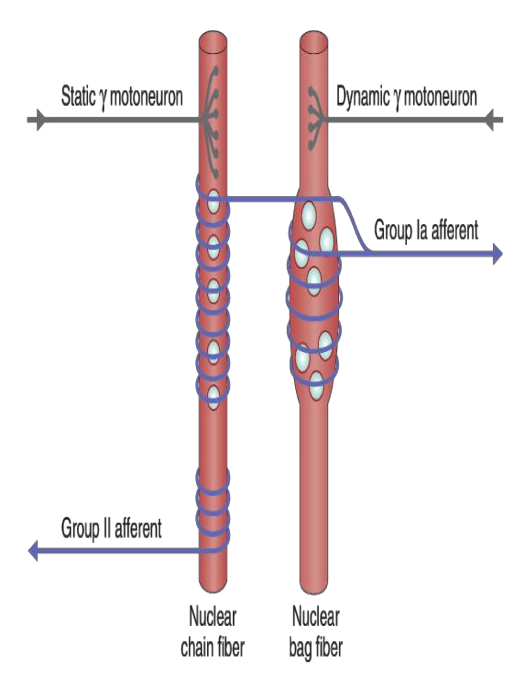 Static γ motoneuron
Dynamic γ motoneuron
Group Ia afferent
Group II afferent
Nuclear
chain fiber
Nuclear
bag fiber